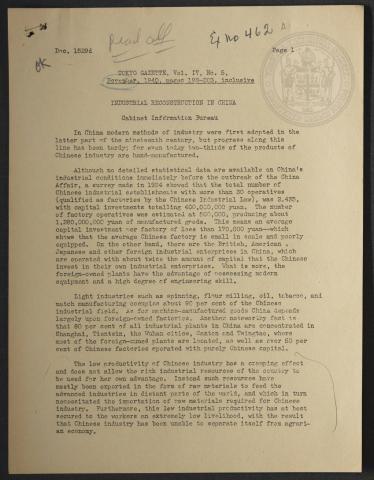 Read all
Ex No 462 A
Doc. 1529d
Page 1
OK
TOKYO GAZETTE, Vol. IV, No. 5,
November, 1940, pages 198-203, inclusive
INDUSTRIAL RECONSTRUCTION IN CHINA
Cabinet Information Bureau
In China modern methods of industry were first adopted in the
latter part of the nineteenth century, but progress along this
line has been tardy; for even today two-thirds of the products of
Chinese industry are hand-manufactured.
Although no detailed statistical data are available on China's
industrial conditions immediately before the outbreak of the China
Affair, a survey made in 1934 showed that the total number of
Chinese industrial establishments with more than 30 operatives
(qualified as factories by the Chinese Industrial Law), was 2,435,
with capital investments totalling 400,000,000 yuan. The number
of factory operatives was estimated at 500,000, producing about
1,280,000,000 yuan of manufactured goods. This means an average
capital investment per factory of less than 170,000 yuan--which
shows that the average Chinese factory is small in scale and poorly
equipped. On the other hand, there are the British, American,
Japanese and other foreign industrial enterprises in China, which
are operated with about twice the amount of capital that the Chinese
invest in their own industrial enterprises. What is more, the
foreign-owned plants have the advantage of possessing modern
equipment and a high degree of engineering skill.
Light industries such as spinning, flour milling, oil, tobacco, and
match manufacturing occupies about 90 per cent of the Chinese
industrial field. As for machine-manufactured goods China depends
largely upon foreign-owned factories. Another noteworthy fact is
that 80 per cent of all industrial plants in China are concentrated in
Shanghai, Tientsin, the Wuhan cities, Canton and Tsingtao, where
most of the foreign-owned plants are located, as well as over 50 per
cent of Chinese factories operated with purely Chinese capital.
The low productivity of Chinese industry has a cramping effect
and does not allow the rich industrial resources of the country to
be used for her own advantage. Instead such resources have
mostly been exported in the form of raw materials to feed the
advanced industries in distant parts of the world, and which in turn
necessitated the importation of raw materials required for Chinese
industry. Furthermore, this low industrial productivity has at best
secured to the workers an extremely low livelihood, with the result
that Chinese industry has been unable to separate itself from agrari-
an economy.